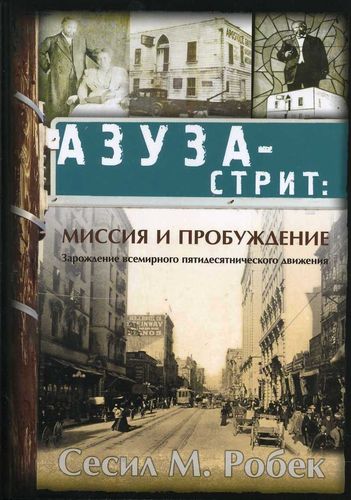 АЗУЗА-
СТРИТ:
МИССИЯ И ПРОБУЖДЕНИЕ
Зарождение всемирного пятидесятнического движения
Сесил М. Робек